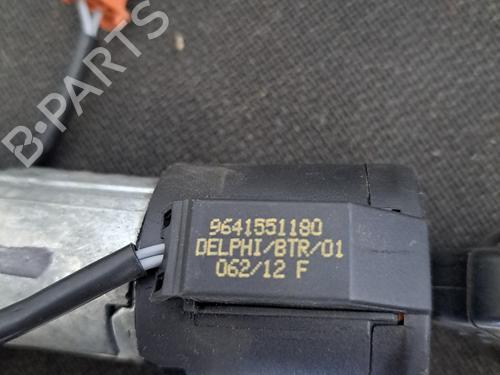 B-PARTS
9641551180
DELPHI/BTR/01
062/12 F